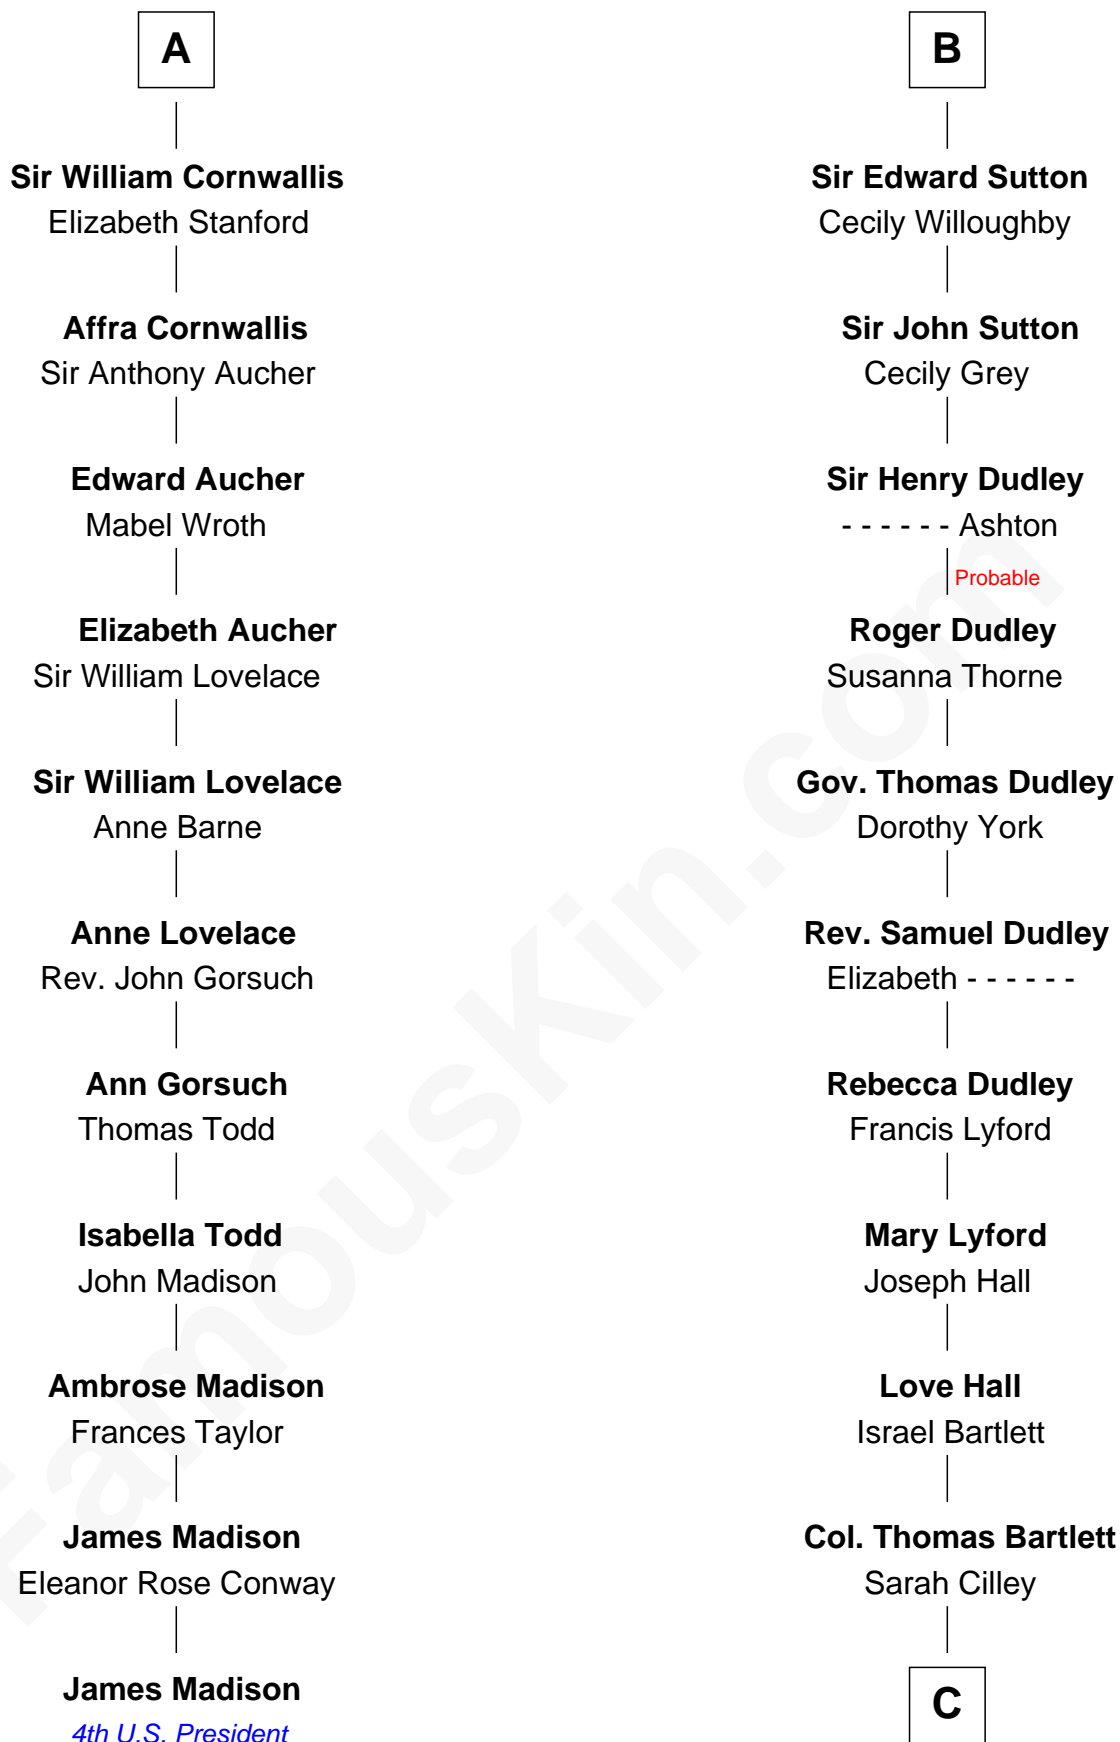 A
Sir William Cornwallis
Elizabeth Stanford
Affra Cornwallis
Sir Anthony Aucher
Edward Aucher
Mabel Wroth
Elizabeth Aucher
Sir William Lovelace
Sir William Lovelace
Anne Barne
Anne Lovelace
Rev. John Gorsuch
Ann Gorsuch
Thomas Todd
Isabella Todd
John Madison
Ambrose Madison
Frances Taylor
James Madison
Eleanor Rose Conway
James Madison
4th U.S. President
B
Sir Edward Sutton
Cecily Willoughby
Sir John Sutton
Cecily Grey
Sir Henry Dudley
- - - - - - Ashton
Probable
Roger Dudley
Susanna Thorne
Gov. Thomas Dudley
Dorothy York
Rev. Samuel Dudley
Elizabeth - - - - - -
Rebecca Dudley
Francis Lyford
Mary Lyford
Joseph Hall
Love Hall
Israel Bartlett
Col. Thomas Bartlett
Sarah Cilley
C
FamousKin.com